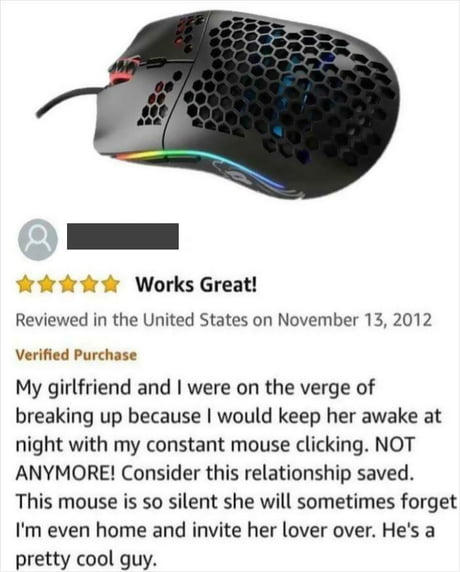 Works Great!
Reviewed in the United States on November 13, 2012
Verified Purchase
My girlfriend and I were on the verge of
breaking up because I would keep her awake at
night with my constant mouse clicking. NOT
ANYMORE! Consider this relationship saved.
This mouse is so silent she will sometimes forget
I'm even home and invite her lover over. He's a
pretty cool guy.